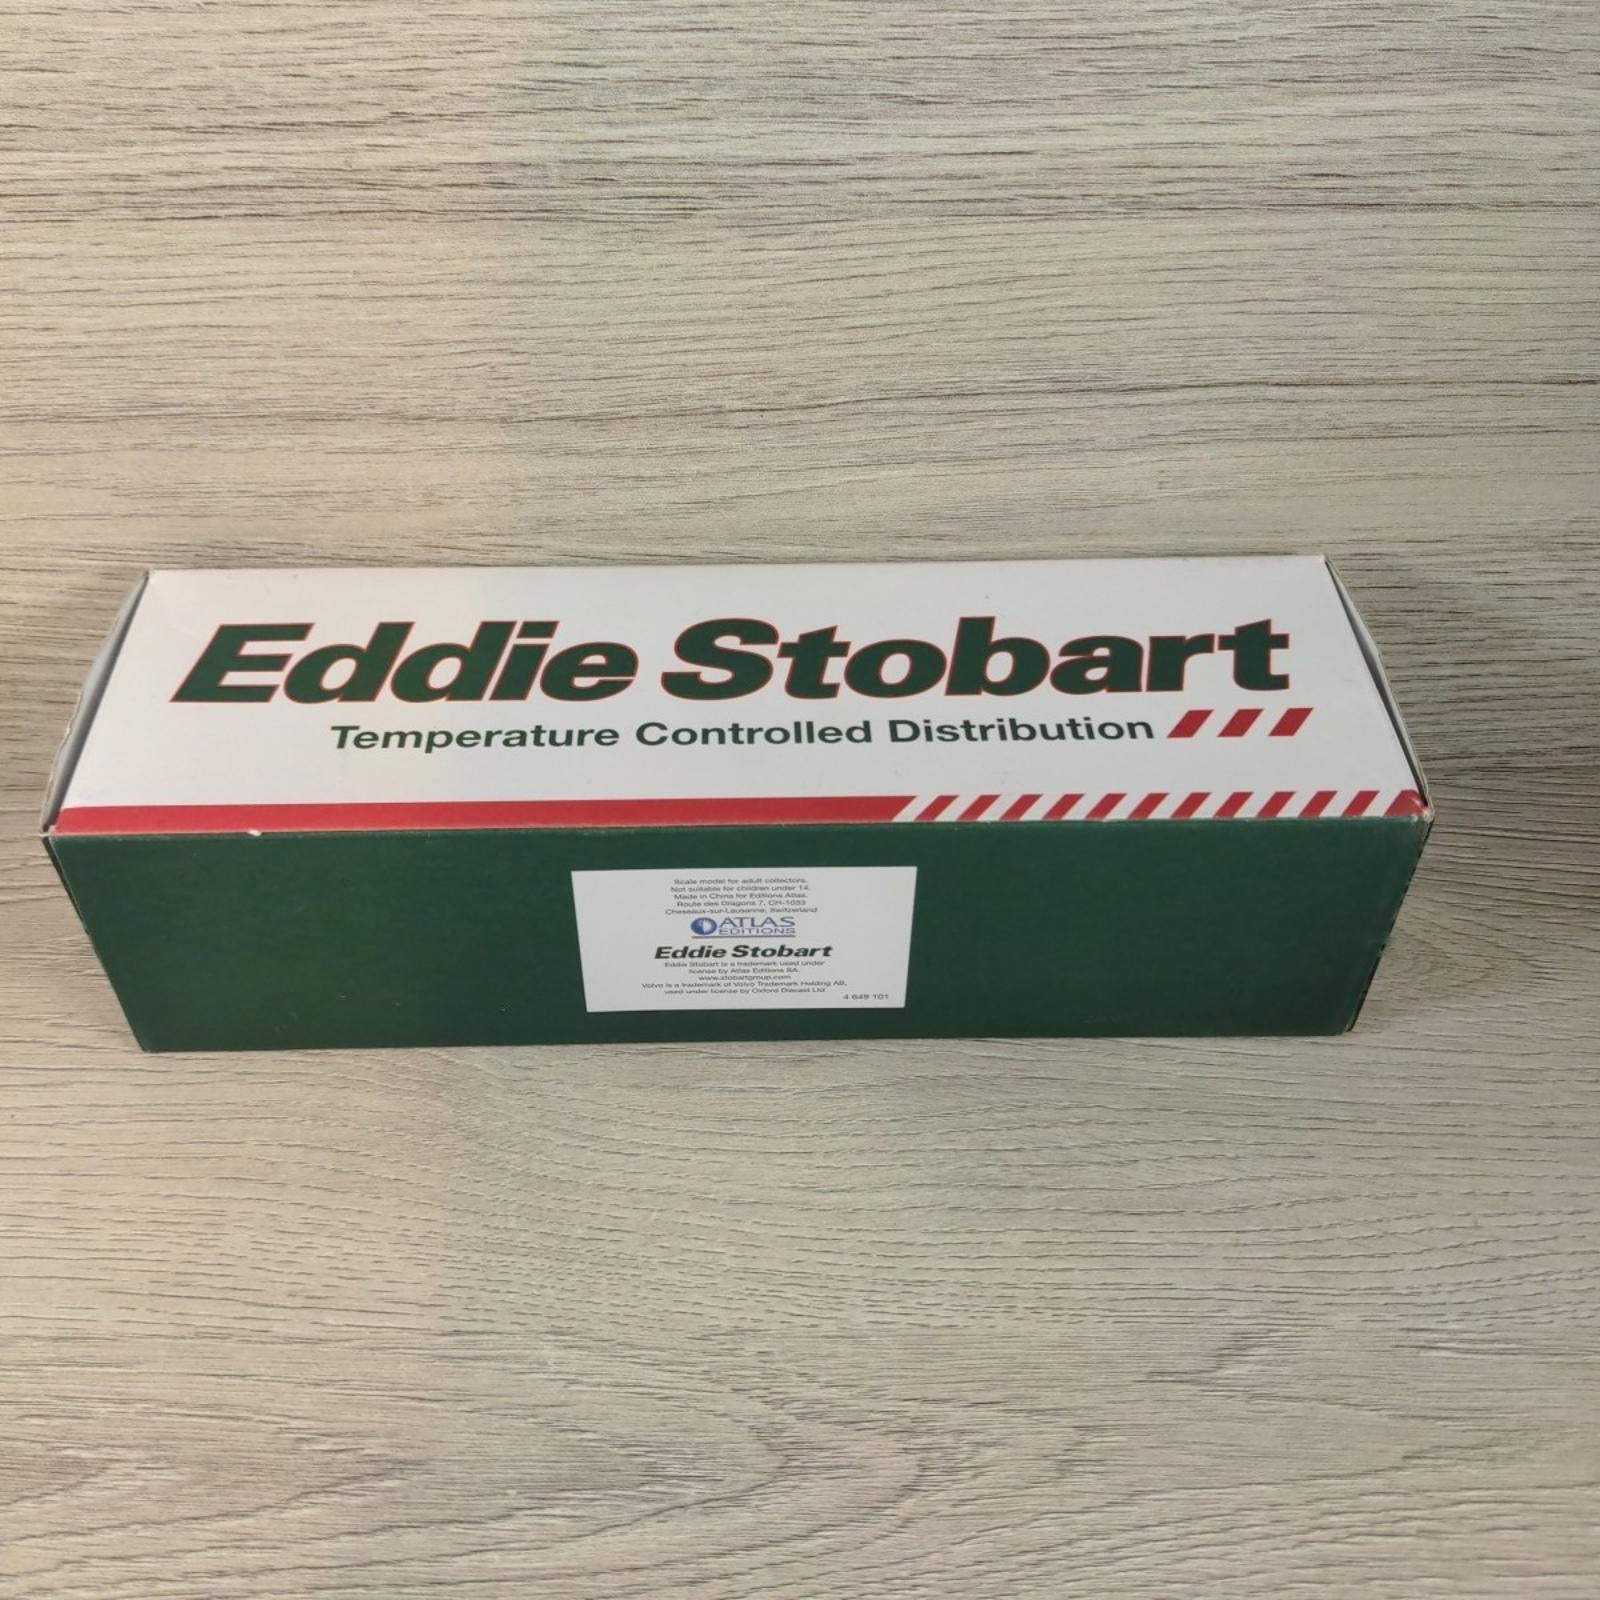 Eddie Stobart
Temperature Controlled Distribution
Scale model for adult collectors.
Not suitable for children under 14.
Made in China for Editions Atlas.
Route des Dragons 7, CH-1033
Cheseaux-sur-Lausanne, Switzerland
ATLAS
EDITIONS
Eddie Stobart
Eddie Stobart is a trademark used under
license by Atlas Editions SA.
www.stobartgroup.com
Volvo is a trademark of Volvo Trademark Holding AB,
used under license by Oxford Diecast Ltd
4 649 101